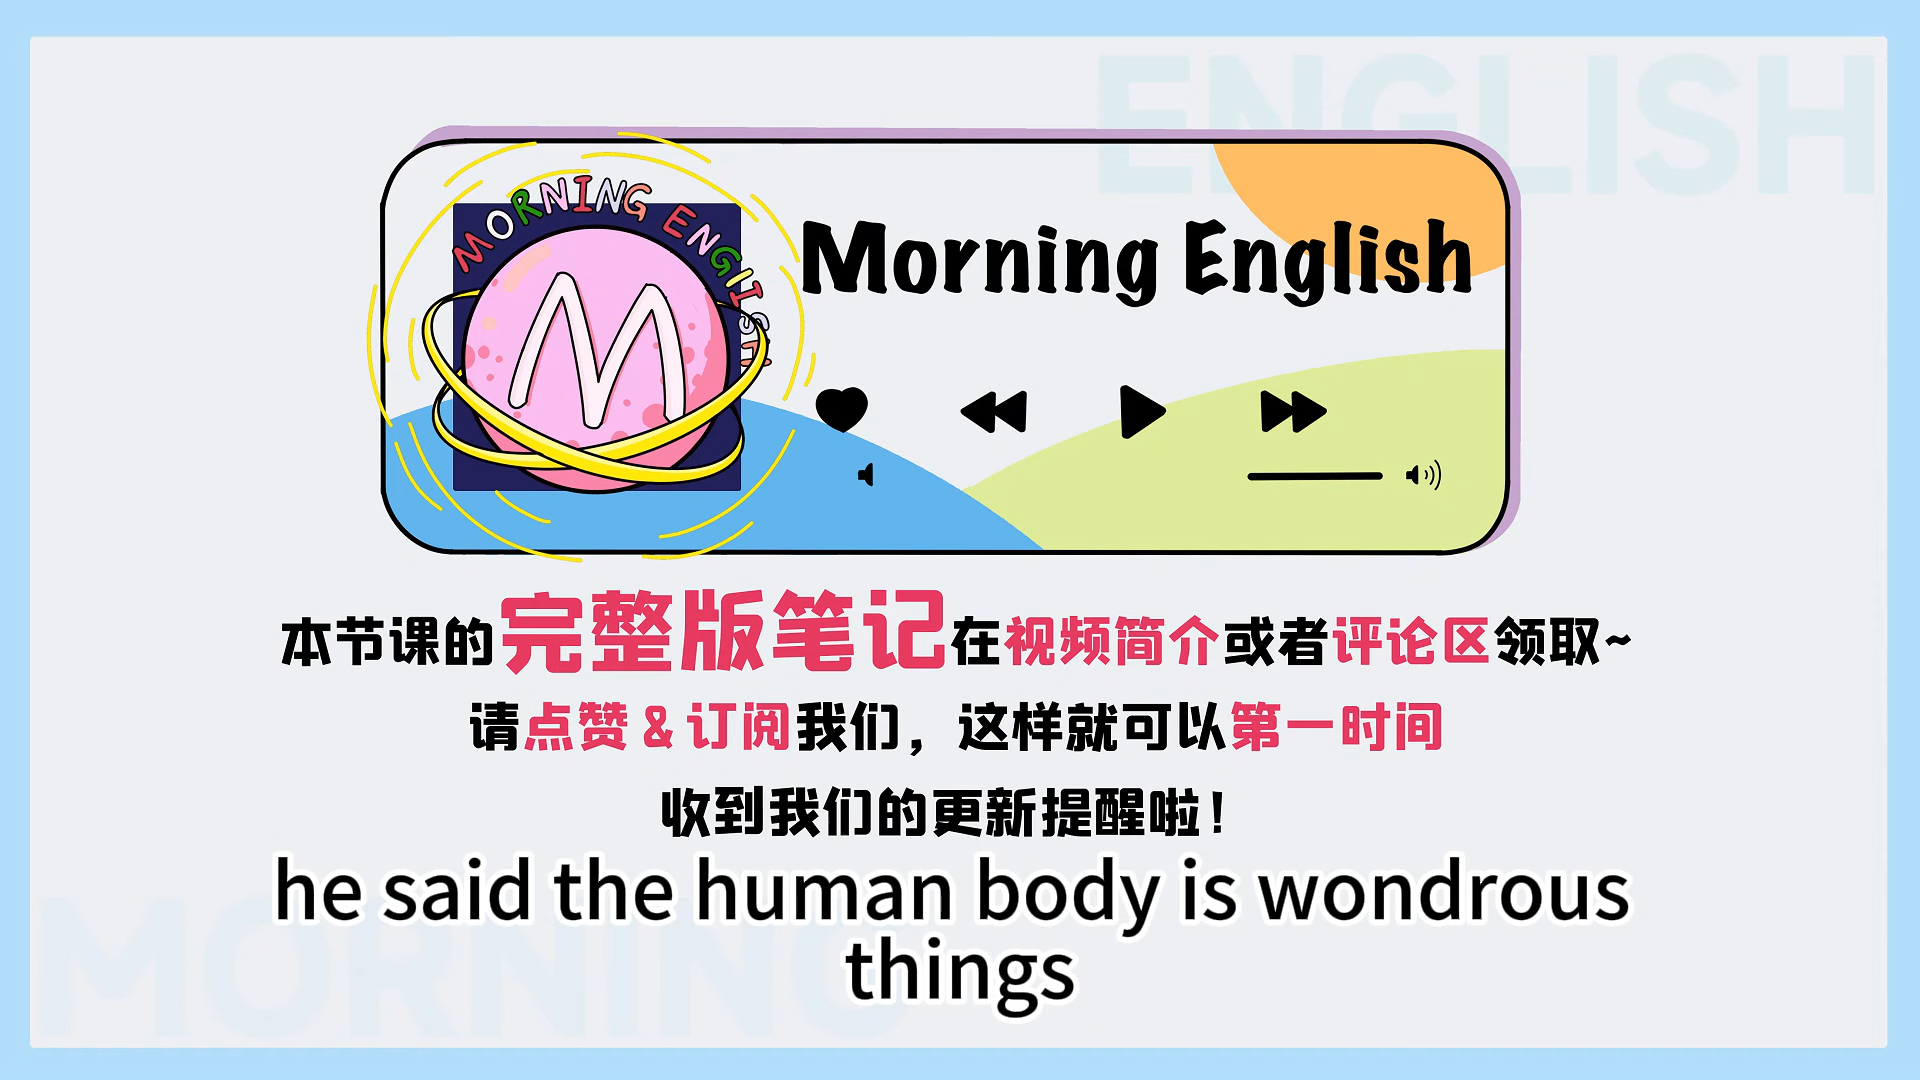 ENGLISH
MORNING ENGLISH
M
Morning English
本节课的完整版笔记在视频简介或者评论区领取~
请点赞&订阅我们，这样就可以第一时间
收到我们的更新提醒啦！
he said the human body is wondrous
things
MORNING